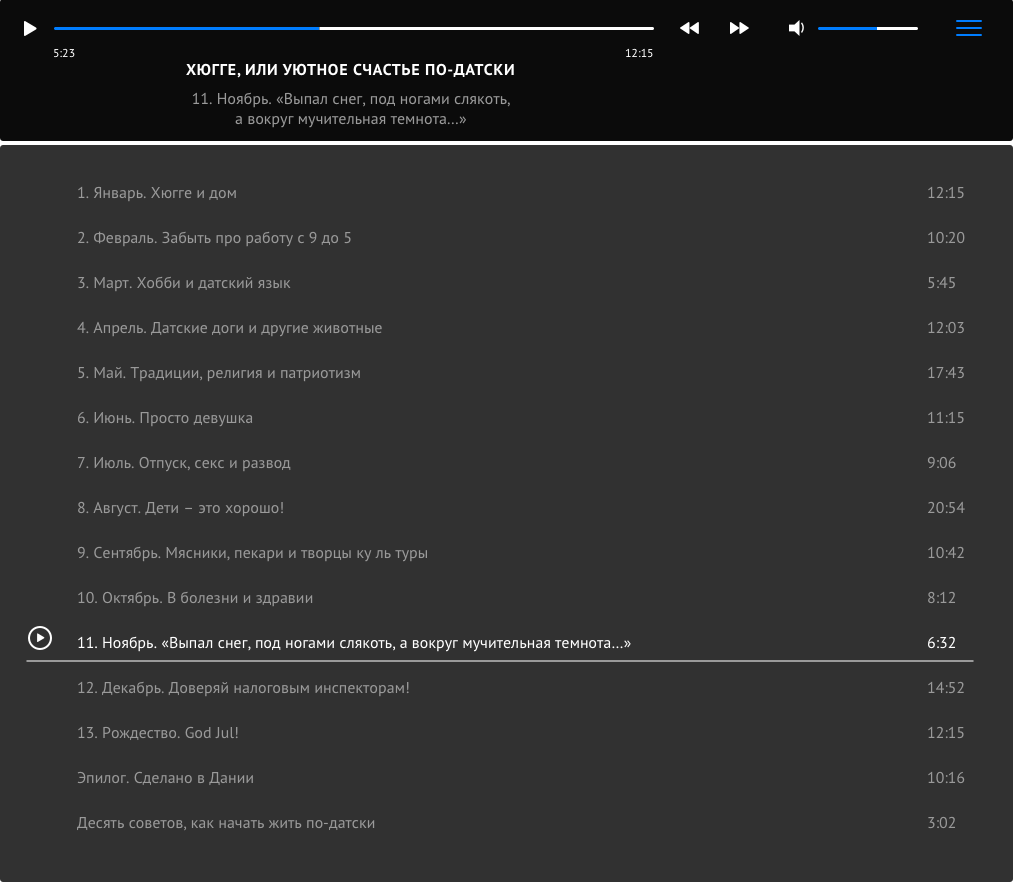 5:23 12:15
ХЮГГЕ, ИЛИ УЮТНОЕ СЧАСТЬЕ ПО-ДАТСКИ
11. Ноябрь. «Выпал снег, под ногами слякоть,
а вокруг мучительная темнота...»
1. Январь. Хюгге и дом 12:15
2. Февраль. Забыть про работу с 9 до 5 10:20
3. Март. Хобби и датский язык 5:45
4. Апрель. Датские доги и другие животные 12:03
5. Май. Традиции, религия и патриотизм 17:43
6. Июнь. Просто девушка 11:15
7. Июль. Отпуск, секс и развод 9:06
8. Август. Дети – это хорошо! 20:54
9. Сентябрь. Мясники, пекари и творцы ку ль туры 10:42
10. Октябрь. В болезни и здравии 8:12
11. Ноябрь. «Выпал снег, под ногами слякоть, а вокруг мучительная темнота...» 6:32
12. Декабрь. Доверяй налоговым инспекторам! 14:52
13. Рождество. God Jul! 12:15
Эпилог. Сделано в Дании 10:16
Десять советов, как начать жить по-датски 3:02